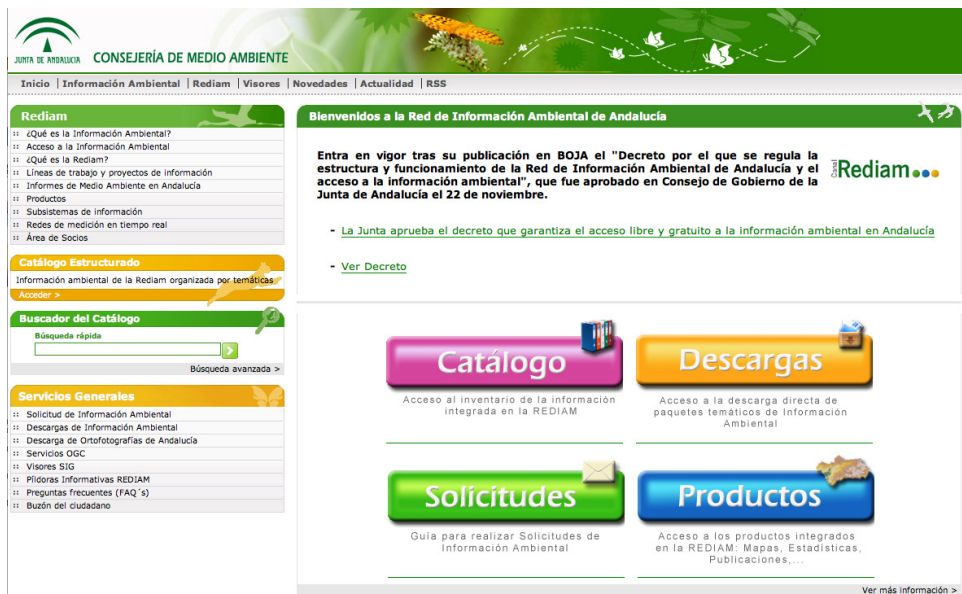 JUNTA DE ANDALUCIA
CONSEJERÍA DE MEDIO AMBIENTE
Inicio | Información Ambiental | Rediam | Visores | Novedades | Actualidad | RSS
Rediam
¿Qué es la Información Ambiental?
Acceso a la Información Ambiental
¿Qué es la Rediam?
Líneas de trabajo y proyectos de información
Informes de Medio Ambiente en Andalucía
Productos
Subsistemas de información
Redes de medición en tiempo real
Área de Socios
Catálogo Estructurado
Información ambiental de la Rediam organizada por temáticas
Acceder >
Buscador del Catálogo
Búsqueda rápida
Búsqueda avanzada >
Servicios Generales
Solicitud de Información Ambiental
Descargas de Información Ambiental
Descarga de Ortofotografías de Andalucía
Servicios OGC
Visores SIG
Píldoras Informativas REDIAM
Preguntas frecuentes (FAQ´s)
Buzón del ciudadano
Bienvenidos a la Red de Información Ambiental de Andalucía
Entra en vigor tras su publicación en BOJA el "Decreto por el que se regula la
estructura y funcionamiento de la Red de Información Ambiental de Andalucía y el
acceso a la información ambiental", que fue aprobado en Consejo de Gobierno de la
Junta de Andalucía el 22 de noviembre.
Canal
Rediam
- La Junta aprueba el decreto que garantiza el acceso libre y gratuito a la información ambiental en Andalucía
- Ver Decreto
Catálogo
Acceso al inventario de la información
integrada en la REDIAM
Descargas
Acceso a la descarga directa de
paquetes temáticos de Información
Ambiental
Solicitudes
Guía para realizar Solicitudes de
Información Ambiental
Productos
Acceso a los productos integrados
en la REDIAM: Mapas, Estadísticas,
Publicaciones,...
Ver más información >